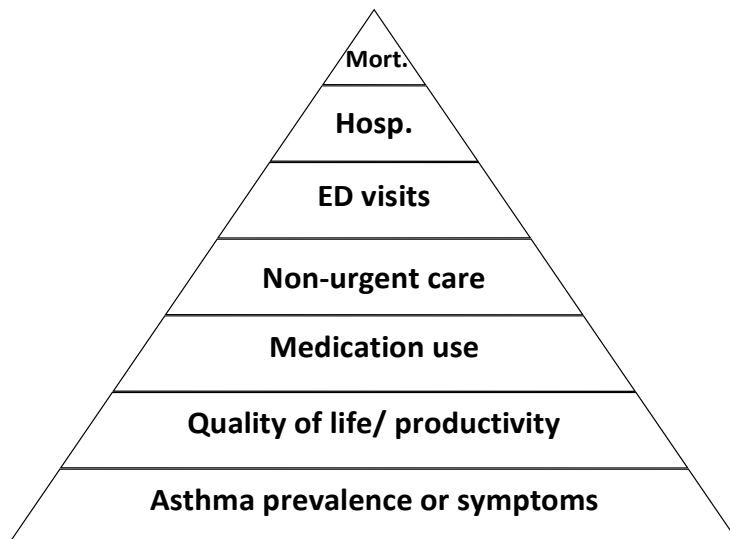 Mort.
Hosp.
ED visits
Non-urgent care
Medication use
Quality of life/ productivity
Asthma prevalence or symptoms